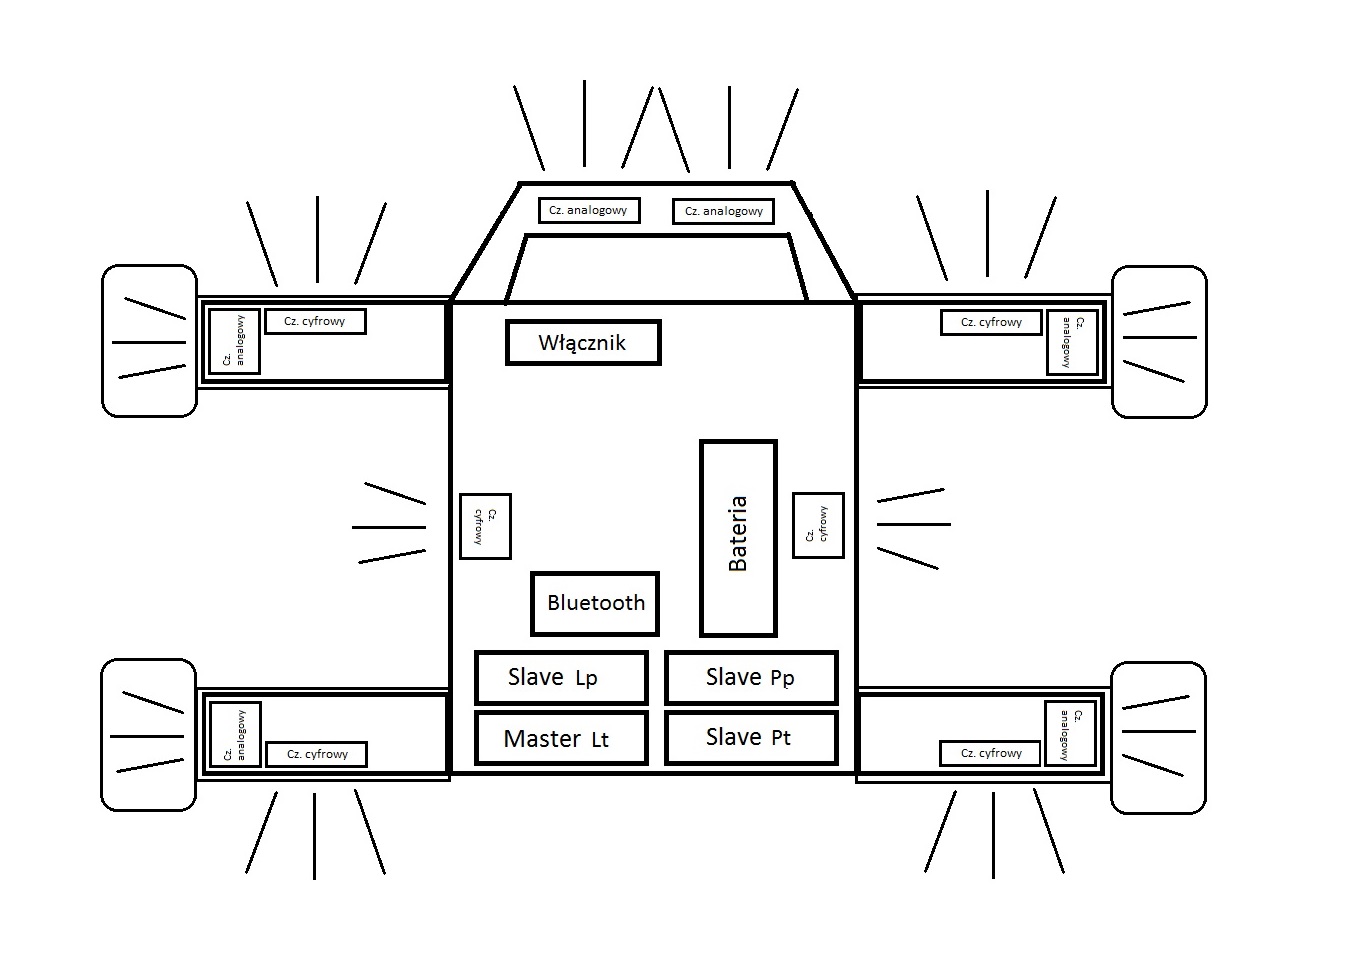 Cz. analogowy
Cz. analogowy
Cz.
analogowy
Cz. cyfrowy
Cz. cyfrowy
Cz.
analogowy
Włącznik
Cz.
cyfrowy
Bateria
Cz.
cyfrowy
Bluetooth
Slave Lp
Slave Pp
Master Lt
Slave Pt
Cz.
analogowy
Cz. cyfrowy
Cz. cyfrowy
Cz.
analogowy